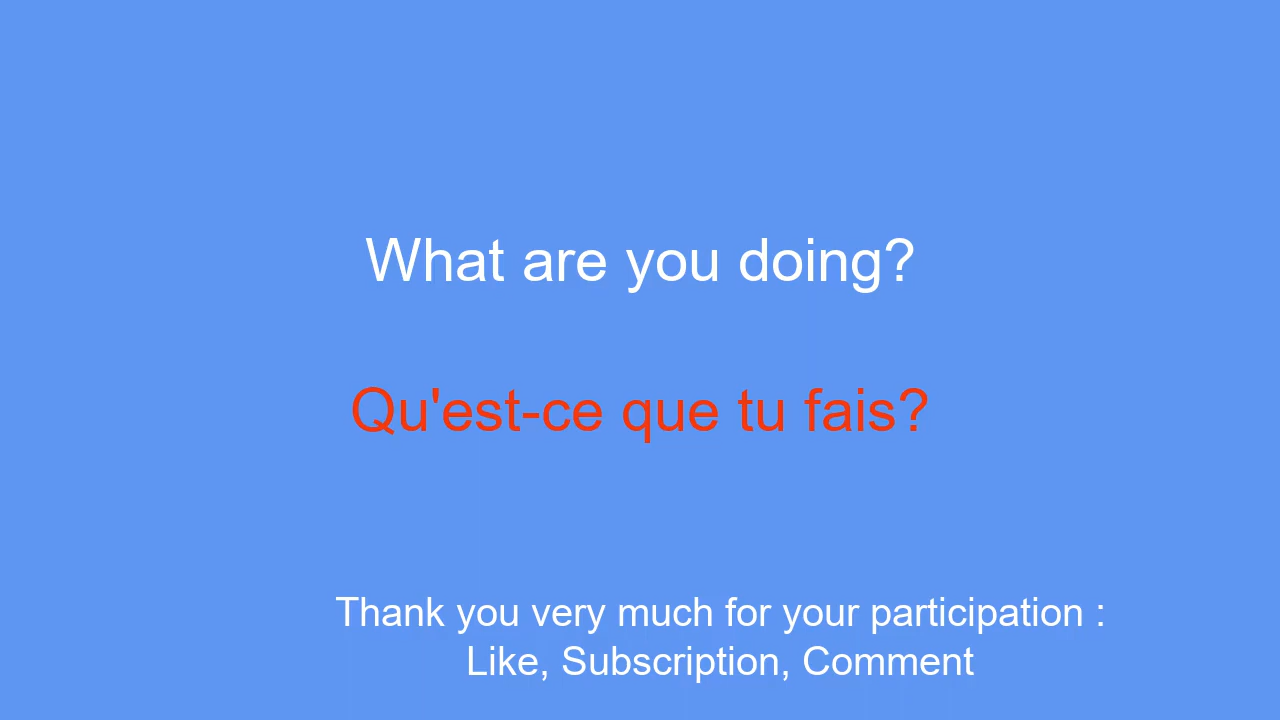 What are you doing?
Qu'est-ce que tu fais?
Thank you very much for your participation :
Like, Subscription, Comment